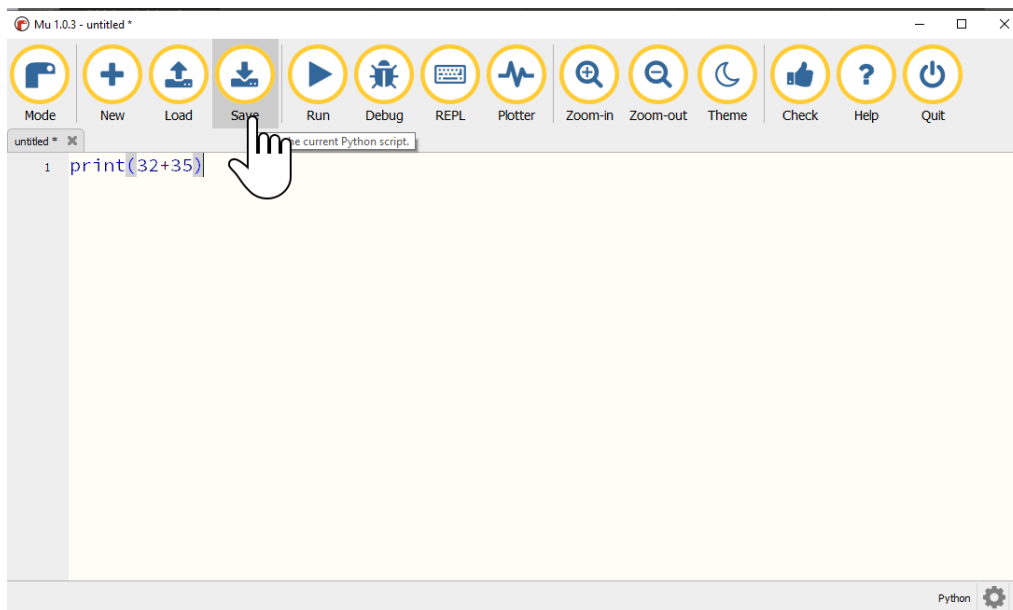 Mu 1.0.3 - untitled *
Mode New Load Save Run Debug REPL Plotter Zoom-in Zoom-out Theme Check Help Quit
untitled *
he current Python script.
1 print(32+35)
Python